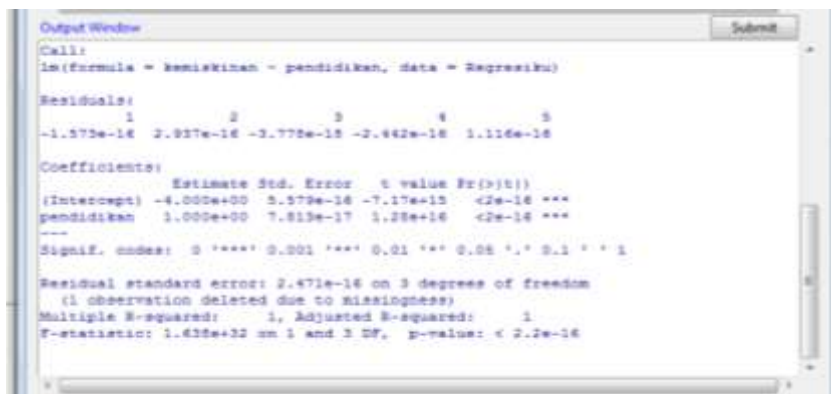 Output Window
Submit
Call:
lm(formula = kemiskinan ~ pendidikan, data = Regresiku)
Residuals:
1 2 3 4 5
-1.573e-16 2.937e-16 -3.778e-18 -2.442e-16 1.116e-16
Coefficients:
Estimate Std. Error t value Pr(>|t|)
(Intercept) -4.000e+00 5.579e-16 -7.17e+15 <2e-16 ***
pendidikan 1.000e+00 7.813e-17 1.28e+16 <2e-16 ***
---
Signif. codes: 0 '***' 0.001 '**' 0.01 '*' 0.05 '.' 0.1 ' ' 1
Residual standard error: 2.471e-16 on 3 degrees of freedom
(1 observation deleted due to missingness)
Multiple R-squared: 1, Adjusted R-squared: 1
F-statistic: 1.638e+32 on 1 and 3 DF, p-value: < 2.2e-16